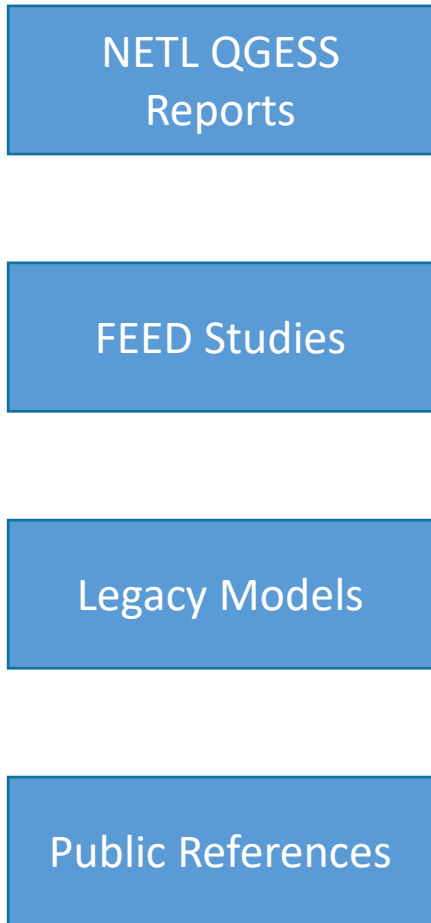 NETL QGESS
Reports
FEED Studies
Legacy Models
Public References